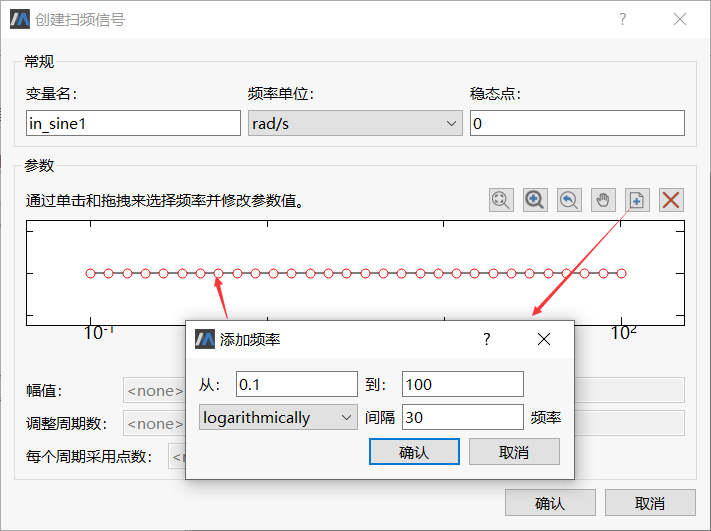 创建扫频信号
常规
变量名： 频率单位： 稳态点：
in_sine1 rad/s 0
参数
通过单击和拖拽来选择频率并修改参数值。
10-1 102
添加频率
从： 0.1 到： 100
logarithmically 间隔 30 频率
确认 取消
幅值： <none>
调整周期数： <none>
每个周期采用点数：
确认 取消